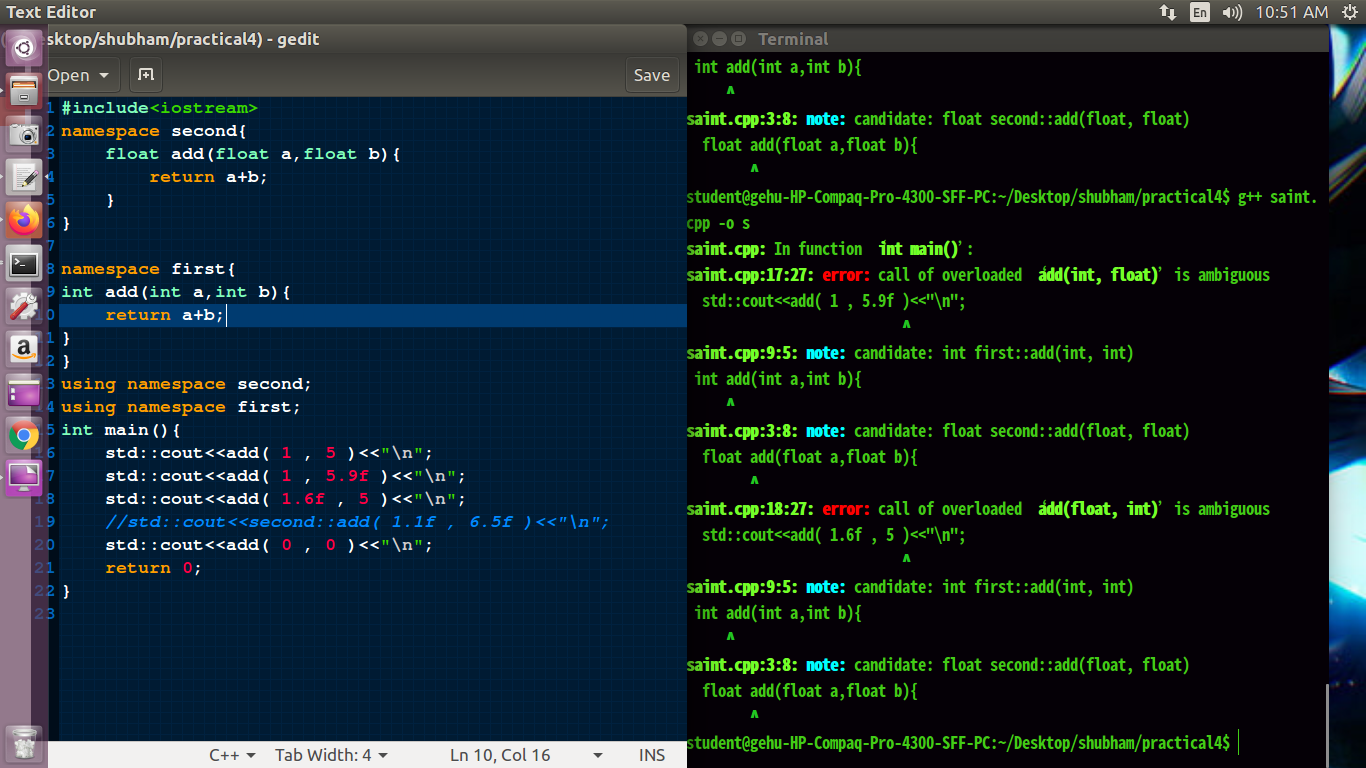 Text Editor
En
10:51 AM
esktop/shubham/practical4) - gedit
Open
Save
1 #include<iostream>
2 namespace second{
3 float add(float a,float b){
4 return a+b;
5 }
6 }
7
8 namespace first{
9 int add(int a,int b){
10 return a+b;
11 }
12 }
13 using namespace second;
14 using namespace first;
15 int main(){
16 std::cout<<add( 1 , 5 )<<"\n";
17 std::cout<<add( 1 , 5.9f )<<"\n";
18 std::cout<<add( 1.6f , 5 )<<"\n";
19 //std::cout<<second::add( 1.1f , 6.5f )<<"\n";
20 std::cout<<add( 0 , 0 )<<"\n";
21 return 0;
22 }
23
C++
Tab Width: 4
Ln 10, Col 16
INS
Terminal
int add(int a,int b){
^
saint.cpp:3:8: note: candidate: float second::add(float, float)
float add(float a,float b){
^
student@gehu-HP-Compaq-Pro-4300-SFF-PC:~/Desktop/shubham/practical4$ g++ saint.
cpp -o s
saint.cpp: In function ‘int main()’:
saint.cpp:17:27: error: call of overloaded ‘add(int, float)’ is ambiguous
std::cout<<add( 1 , 5.9f )<<"\n";
^
saint.cpp:9:5: note: candidate: int first::add(int, int)
int add(int a,int b){
^
saint.cpp:3:8: note: candidate: float second::add(float, float)
float add(float a,float b){
^
saint.cpp:18:27: error: call of overloaded ‘add(float, int)’ is ambiguous
std::cout<<add( 1.6f , 5 )<<"\n";
^
saint.cpp:9:5: note: candidate: int first::add(int, int)
int add(int a,int b){
^
saint.cpp:3:8: note: candidate: float second::add(float, float)
float add(float a,float b){
^
student@gehu-HP-Compaq-Pro-4300-SFF-PC:~/Desktop/shubham/practical4$